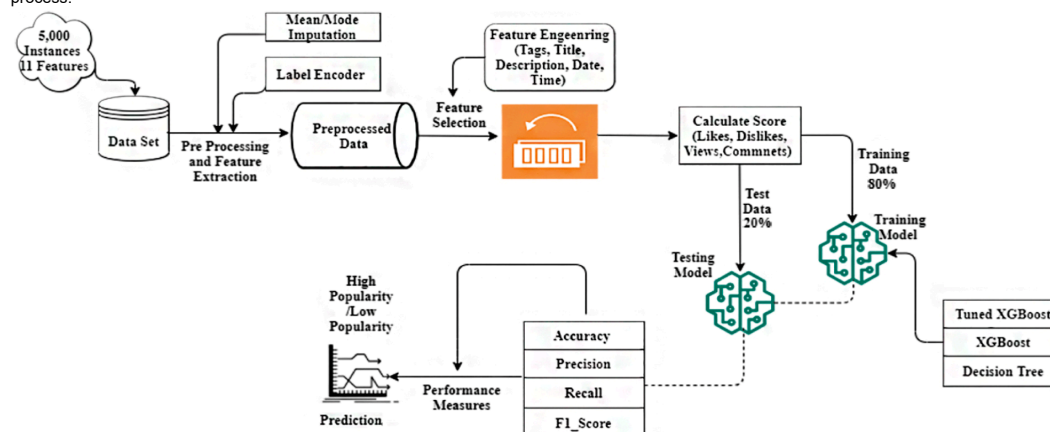 process.
5,000
Instances
11 Features
Data Set
Mean/Mode
Imputation
Label Encoder
Pre Processing
and Feature
Extraction
Preprocessed
Data
Feature Engeenring
(Tags, Title,
Description, Date,
Time)
Feature
Selection
Calculate Score
(Likes, Dislikes,
Views,Commnets)
Training
Data
80%
Test
Data
20%
Training
Model
Testing
Model
Tuned XGBoost
XGBoost
Decision Tree
High
Popularity
/Low
Popularity
Accuracy
Precision
Recall
F1_Score
Performance
Measures
Prediction